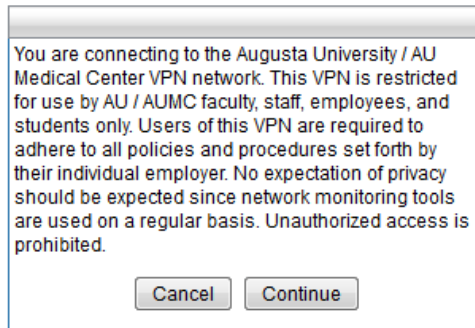 You are connecting to the Augusta University / AU
Medical Center VPN network. This VPN is restricted
for use by AU / AUMC faculty, staff, employees, and
students only. Users of this VPN are required to
adhere to all policies and procedures set forth by
their individual employer. No expectation of privacy
should be expected since network monitoring tools
are used on a regular basis. Unauthorized access is
prohibited.
Cancel Continue